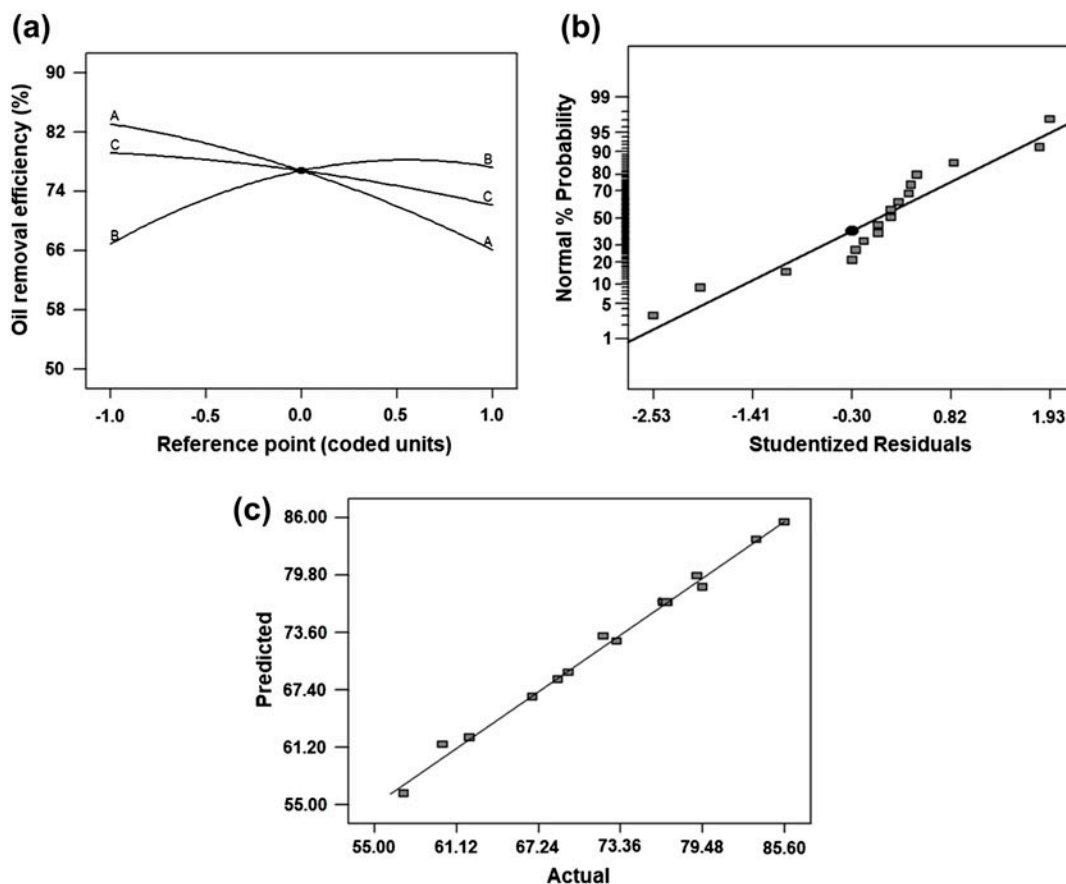 (a)
Oil removal efficiency (%)
90
82
74
66
58
50
A
C
B
B
C
A
-1.0 -0.5 0.0 0.5 1.0
Reference point (coded units)
(b)
Normal % Probability
99
95
90
80
70
50
30
20
10
5
1
-2.53 -1.41 -0.30 0.82 1.93
Studentized Residuals
(c)
Predicted
86.00
79.80
73.60
67.40
61.20
55.00
55.00 61.12 67.24 73.36 79.48 85.60
Actual